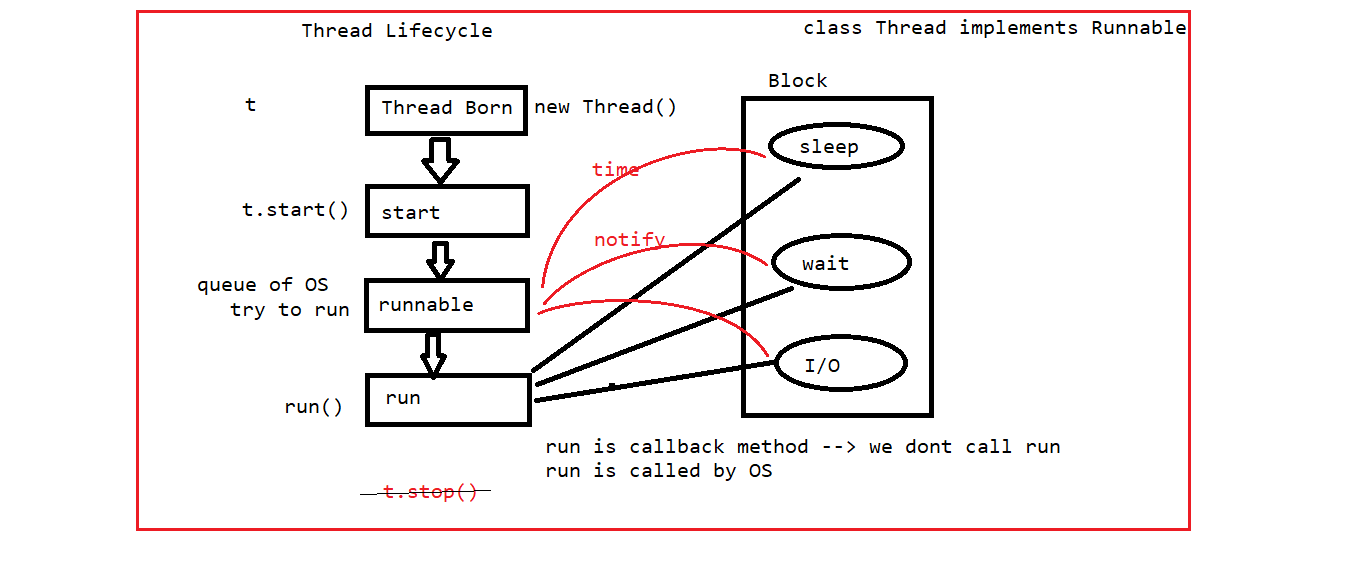 Thread Lifecycle
class Thread implements Runnable
Block
t
Thread Born
new Thread()
sleep
time
t.start()
start
notify
wait
queue of OS
try to run
runnable
I/O
run()
run
run is callback method --> we dont call run
run is called by OS
t.stop()